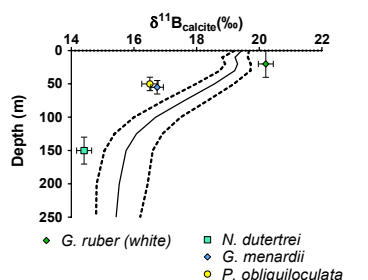 δ¹¹Bcalcite(‰)
14 16 18 20 22
0
50
100
150
200
250
Depth (m)
G. ruber (white)
N. dutertrei
G. menardii
P. obliquiloculata